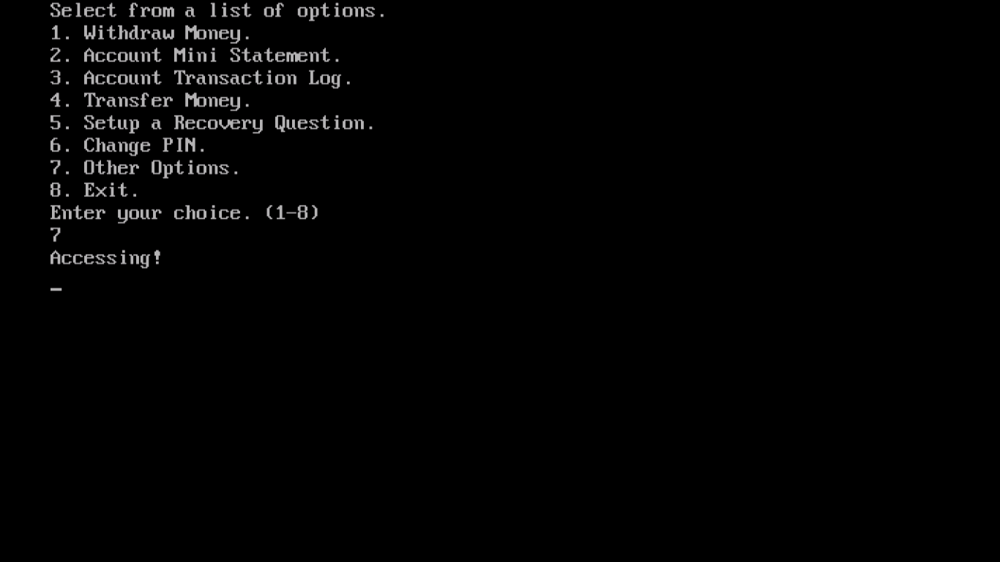 Select from a list of options.
1. Withdraw Money.
2. Account Mini Statement.
3. Account Transaction Log.
4. Transfer Money.
5. Setup a Recovery Question.
6. Change PIN.
7. Other Options.
8. Exit.
Enter your choice. (1-8)
7
Accessing!
_